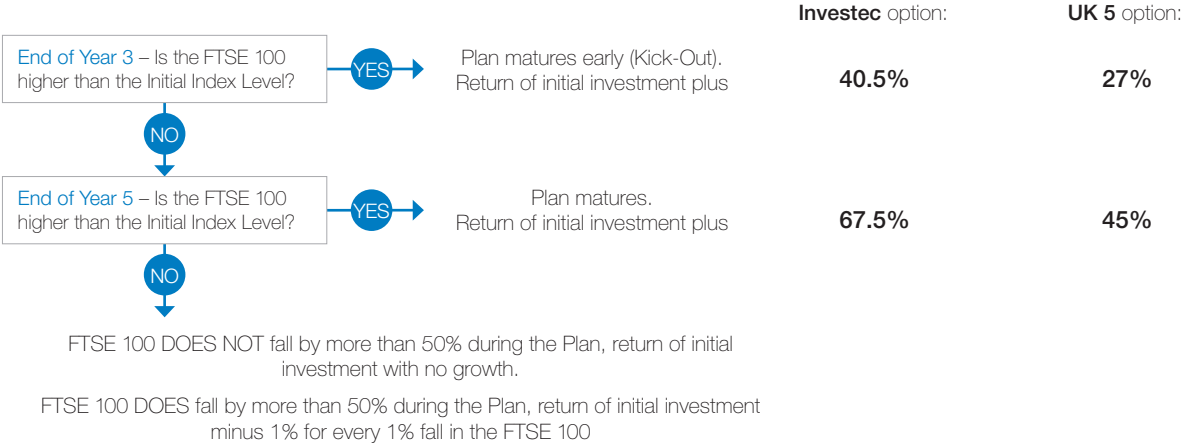 Investec option:
UK 5 option:
End of Year 3 – Is the FTSE 100
higher than the Initial Index Level?
YES
Plan matures early (Kick-Out).
Return of initial investment plus
40.5%
27%
NO
End of Year 5 – Is the FTSE 100
higher than the Initial Index Level?
YES
Plan matures.
Return of initial investment plus
67.5%
45%
NO
FTSE 100 DOES NOT fall by more than 50% during the Plan, return of initial
investment with no growth.
FTSE 100 DOES fall by more than 50% during the Plan, return of initial investment
minus 1% for every 1% fall in the FTSE 100